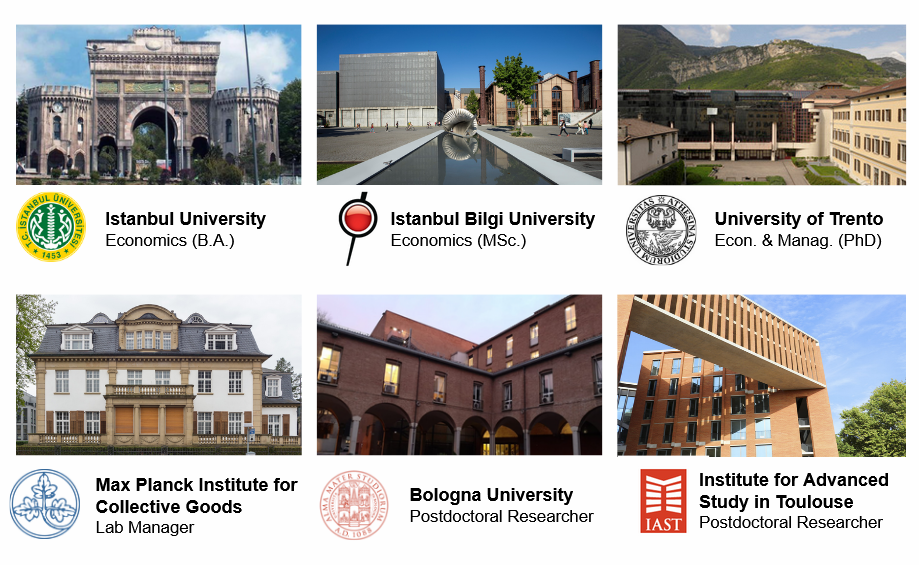 Istanbul University
Economics (B.A.)
T.C. İSTANBUL ÜNİVERSİTESİ
1453
Istanbul Bilgi University
Economics (MSc.)
University of Trento
Econ. & Manag. (PhD)
ATHESINA STUDIORUM UNIVERSITAS
Max Planck Institute for
Collective Goods
Lab Manager
Bologna University
Postdoctoral Researcher
ALMA MATER STUDIORUM
A.D. 1088
Institute for Advanced
Study in Toulouse
Postdoctoral Researcher
IAST